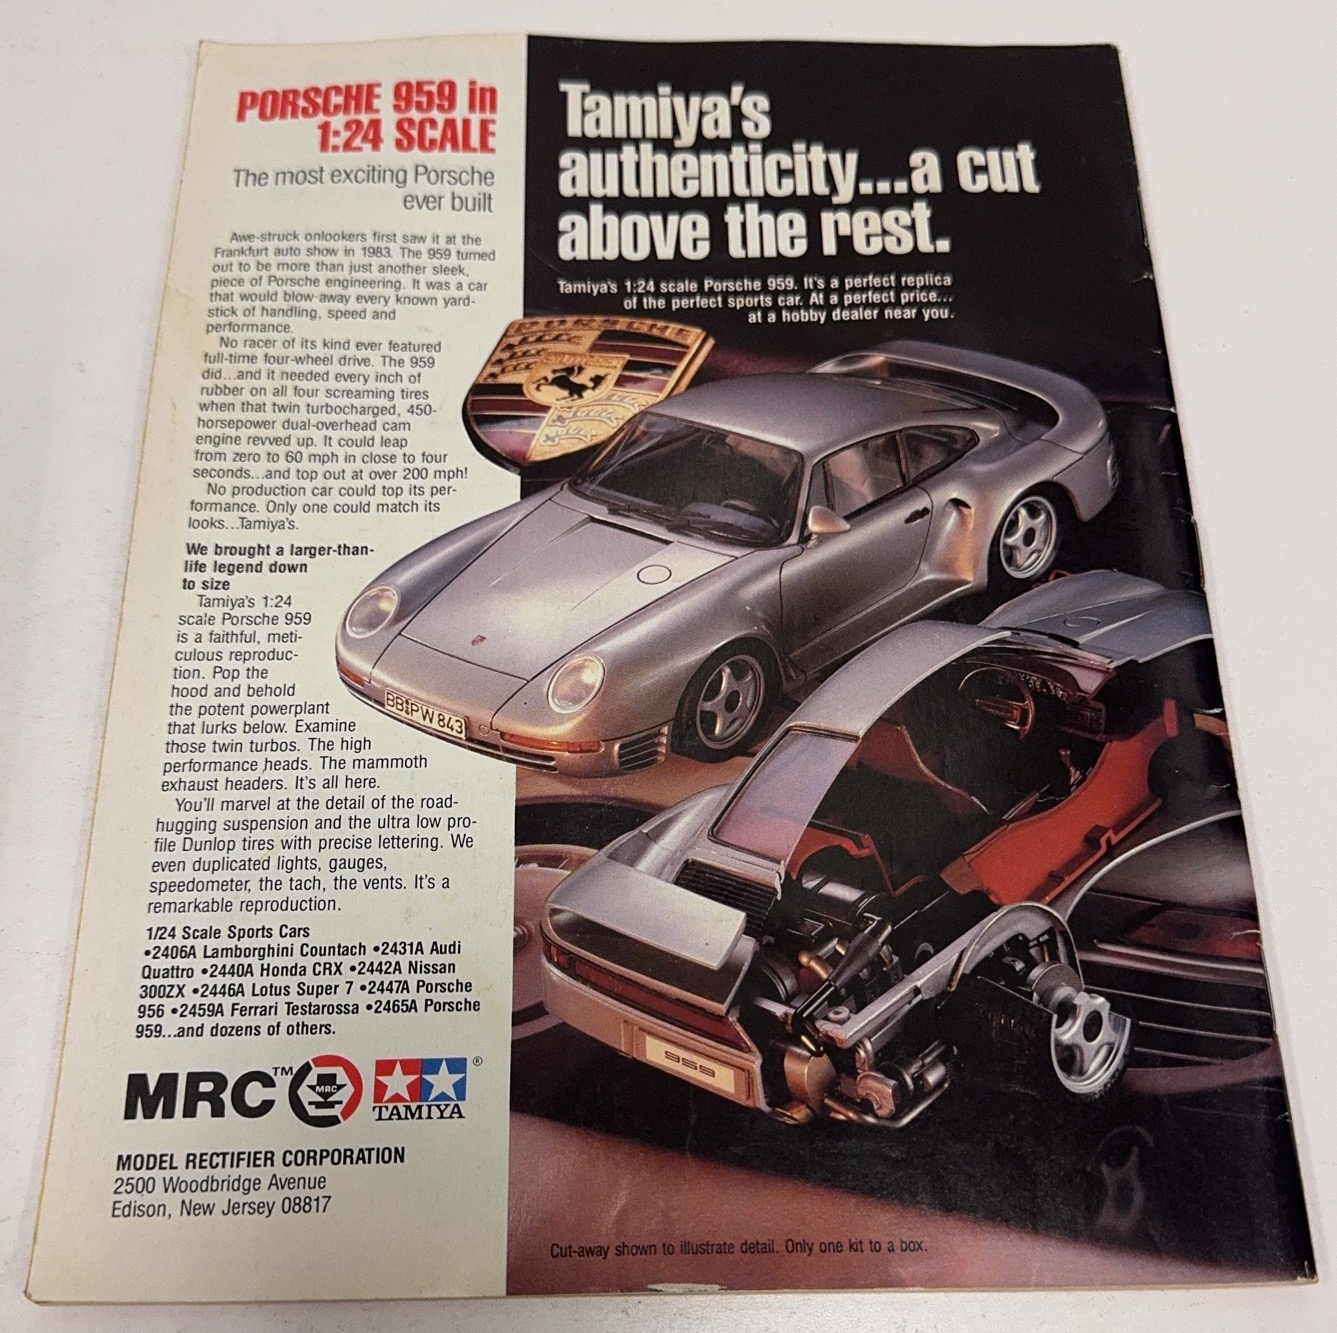 PORSCHE 959 in
1:24 SCALE
The most exciting Porsche
ever built
Awe-struck onlookers first saw it at the
Frankfurt auto show in 1983. The 959 turned
out to be more than just another sleek,
piece of Porsche engineering. It was a car
that would blow away every known yard-
stick of handling, speed and
performance.
No racer of its kind ever featured
full-time four-wheel drive. The 959
did...and it needed every inch of
rubber on all four screaming tires
when that twin turbocharged, 450-
horsepower dual-overhead cam
engine revved up. It could leap
from zero to 60 mph in close to four
seconds...and top out at over 200 mph!
No production car could top its per-
formance. Only one could match its
looks...Tamiya's.
We brought a larger-than-
life legend down
to size
Tamiya's 1:24
scale Porsche 959
is a faithful, meti-
culous reproduc-
tion. Pop the
hood and behold
the potent powerplant
that lurks below. Examine
those twin turbos. The high
performance heads. The mammoth
exhaust headers. It's all here.
You'll marvel at the detail of the road-
hugging suspension and the ultra low pro-
file Dunlop tires with precise lettering. We
even duplicated lights, gauges,
speedometer, the tach, the vents. It's a
remarkable reproduction.
1/24 Scale Sports Cars
•2406A Lamborghini Countach •2431A Audi
Quattro •2440A Honda CRX •2442A Nissan
300ZX •2446A Lotus Super 7 •2447A Porsche
956 •2459A Ferrari Testarossa •2465A Porsche
959...and dozens of others.
MRC™ MRC TAMIYA®
MODEL RECTIFIER CORPORATION
2500 Woodbridge Avenue
Edison, New Jersey 08817
Tamiya's
authenticity...a cut
above the rest.
Tamiya's 1:24 scale Porsche 959. It's a perfect replica
of the perfect sports car. At a perfect price...
at a hobby dealer near you.
PORSCHE
BB PW 843
959
Cut-away shown to illustrate detail. Only one kit to a box.